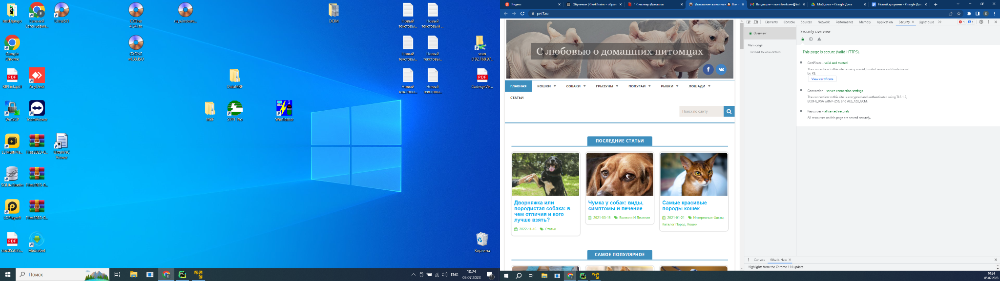 testDjango
Евгений
Евгеньевич...
UltraISO
CXOne
4.24.iso
ru_windows...
DCIM
Новый
текстовы...
Новый
текстовый ...
Google
Chrome
CXONE
v4.33.ISO
Новый
текстовы...
Новый
текстовы...
scan
(192.168.97...
KIPLink.pdf
AnyDesk
DataMBF
Новый
текстовы...
Новый
текстовы...
CodesysVis...
WinSCP
TeamViewer
MBF
SYPT Pro
Winflasher
LDMultiPla...
Files2023-0...
UltraVNC
Viewer
SQLiteStudio
Files2023-0...
LDPlayer9
Files2023-0...
MediaGet
Корзина
Поиск
ENG
10:24
05.07.2023
Яндекс
Обучение | GeekBrains - образ
1 Семинар Домашка
Домашние животные
Все п
Входящие - novichenkoee@ku
Мой диск – Google Диск
Новый документ - Google До
pet7.ru
С любовью о домашних питомцах
ГЛАВНАЯ
КОШКИ
СОБАКИ
ГРЫЗУНЫ
ПОПУГАИ
РЫБКИ
ЛОШАДИ
СТАТЬИ
Поиск по сайту
ПОСЛЕДНИЕ СТАТЬИ
Дворняжка или
породистая собака: в
чем отличия и кого
лучше взять?
2022-11-16 Статьи
Чумка у собак: виды,
симптомы и лечение
2021-03-16 Болезни И Лечение
Самые красивые
породы кошек
2021-01-21 Интересные Факты,
Каталог Пород, Кошки
САМОЕ ПОПУЛЯРНОЕ
Elements Console Sources Network Performance Memory Application Security Lighthouse
1 1
Overview
Main origin
Reload to view details
Security overview
This page is secure (valid HTTPS).
Certificate - valid and trusted
The connection to this site is using a valid, trusted server certificate issued
by R3.
View certificate
Connection - secure connection settings
The connection to this site is encrypted and authenticated using TLS 1.2,
ECDHE_RSA with P-256, and AES_128_GCM.
Resources - all served securely
All resources on this page are served securely.
Console What's New
Highlights from the Chrome 114 update
10:24
05.07.2023